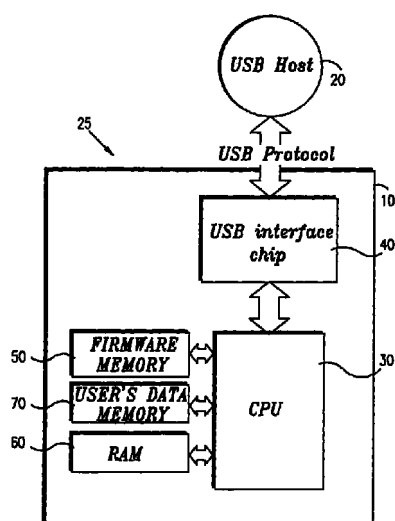 USB Host
20
25
USB Protocol
10
USB interface
chip
40
50
FIRMWARE
MEMORY
30
70
USER'S DATA
MEMORY
CPU
60
RAM